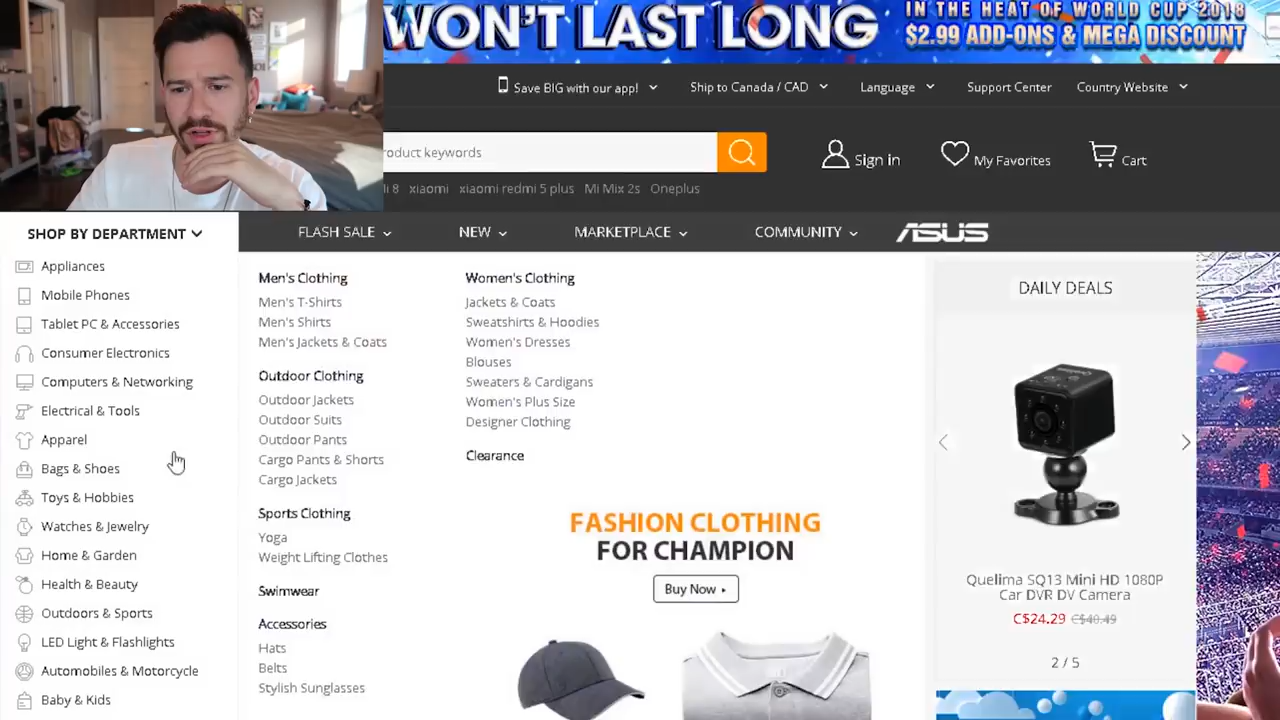 WON'T LAST LONG
IN THE HEAT OF WORLD CUP 2018
$2.99 ADD-ONS & MEGA DISCOUNT
Save BIG with our app!
Ship to Canada / CAD
Language
Support Center
Country Website
roduct keywords
Sign in
My Favorites
Cart
li 8 xiaomi xiaomi redmi 5 plus Mi Mix 2s Oneplus
SHOP BY DEPARTMENT
FLASH SALE
NEW
MARKETPLACE
COMMUNITY
ASUS
Appliances
Mobile Phones
Tablet PC & Accessories
Consumer Electronics
Computers & Networking
Electrical & Tools
Apparel
Bags & Shoes
Toys & Hobbies
Watches & Jewelry
Home & Garden
Health & Beauty
Outdoors & Sports
LED Light & Flashlights
Automobiles & Motorcycle
Baby & Kids
Men's Clothing
Men's T-Shirts
Men's Shirts
Men's Jackets & Coats
Outdoor Clothing
Outdoor Jackets
Outdoor Suits
Outdoor Pants
Cargo Pants & Shorts
Cargo Jackets
Sports Clothing
Yoga
Weight Lifting Clothes
Swimwear
Accessories
Hats
Belts
Stylish Sunglasses
Women's Clothing
Jackets & Coats
Sweatshirts & Hoodies
Women's Dresses
Blouses
Sweaters & Cardigans
Women's Plus Size
Designer Clothing
Clearance
FASHION CLOTHING
FOR CHAMPION
Buy Now
DAILY DEALS
Quelima SQ13 Mini HD 1080P
Car DVR DV Camera
C$24.29 C$40.49
2 / 5